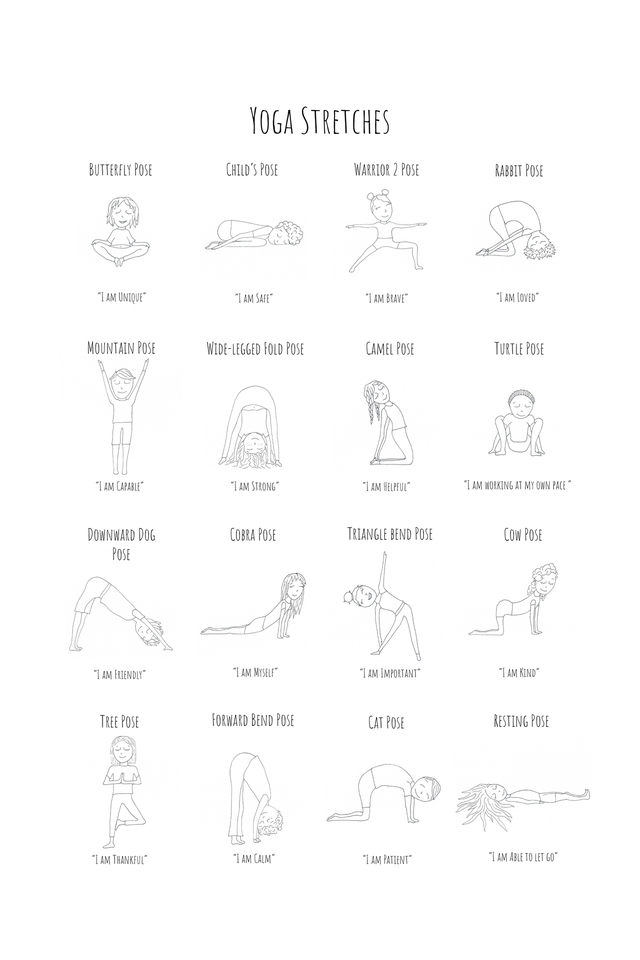 Yoga Stretches
Butterfly Pose
Child's Pose
Warrior 2 Pose
Rabbit Pose
"I am Unique"
"I am Safe"
"I am Brave"
"I am Loved"
Mountain Pose
Wide-legged Fold Pose
Camel Pose
Turtle Pose
"I am Capable"
"I am Strong"
"I am Helpful"
"I am working at my own pace "
Downward Dog
Pose
Cobra Pose
Triangle bend Pose
Cow Pose
"I am Friendly"
"I am Myself"
"I am Important"
"I am Kind"
Tree Pose
Forward Bend Pose
Cat Pose
Resting Pose
"I am Thankful"
"I am Calm"
"I am Patient"
"I am Able to let go"